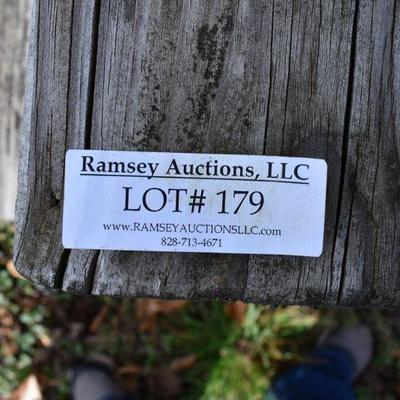 Ramsey Auctions, LLC
LOT# 179
www.RAMSEYAUCTIONSLLC.com
828-713-4671